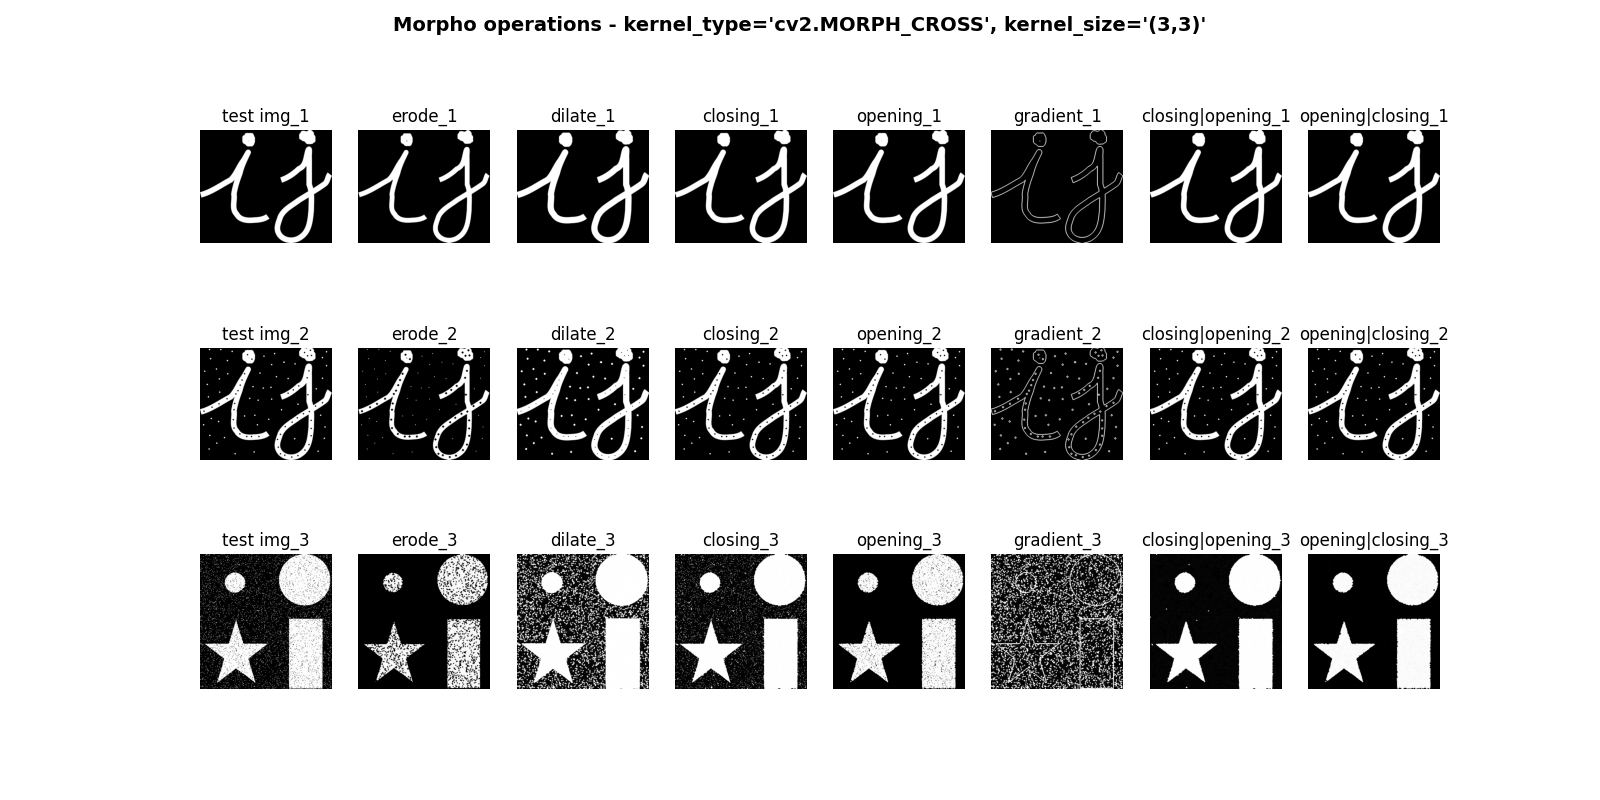 Morpho operations - kernel_type='cv2.MORPH_CROSS', kernel_size='(3,3)'
test img_1 erode_1 dilate_1 closing_1 opening_1 gradient_1 closing|opening_1 opening|closing_1
i j i j i j i j i j i j i j i j
test img_2 erode_2 dilate_2 closing_2 opening_2 gradient_2 closing|opening_2 opening|closing_2
i j i j i j i j i j i j i j i j
test img_3 erode_3 dilate_3 closing_3 opening_3 gradient_3 closing|opening_3 opening|closing_3